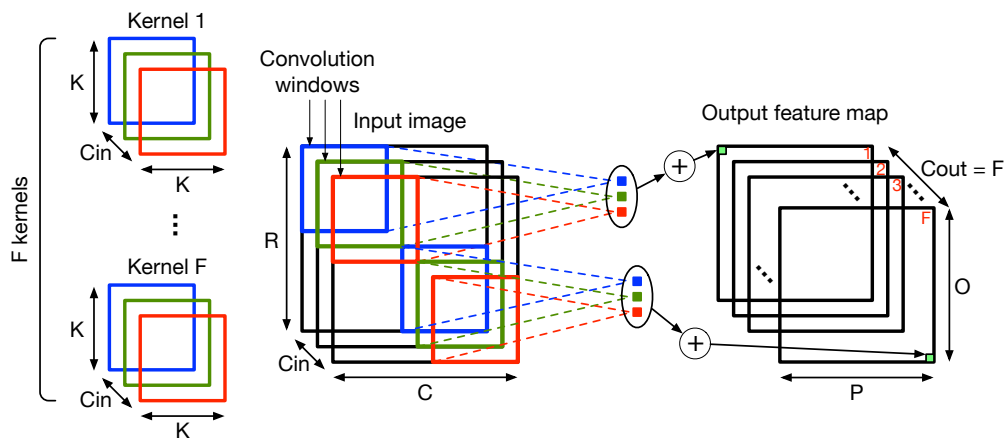 Kernel 1
K
Cin
K
F kernels
Kernel F
K
Cin
K
Convolution
windows
Input image
R
Cin
C
+
+
Output feature map
1
2
3
F
Cout = F
O
P